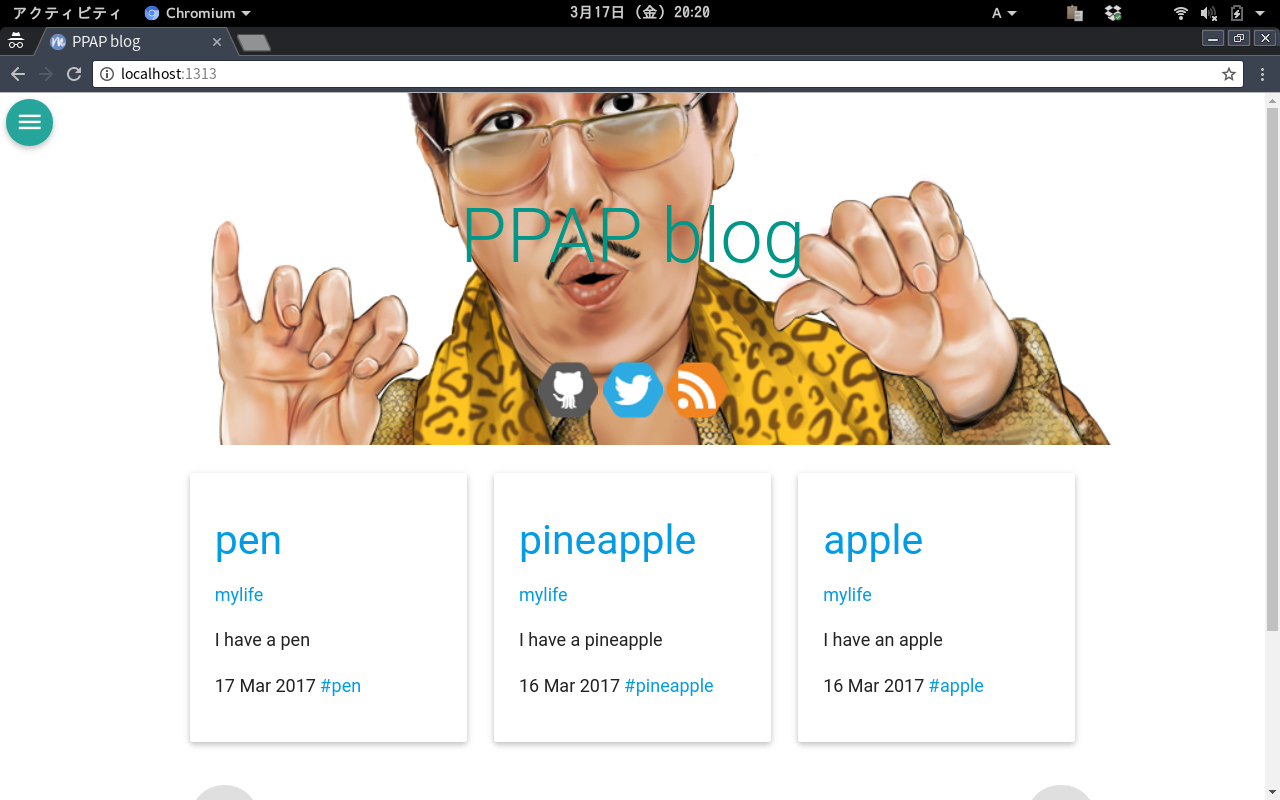 アクティビティ Chromium 3月17日 (金) 20:20 A
PPAP blog
localhost:1313
PPAP blog
pen
mylife
I have a pen
17 Mar 2017 #pen
pineapple
mylife
I have a pineapple
16 Mar 2017 #pineapple
apple
mylife
I have an apple
16 Mar 2017 #apple